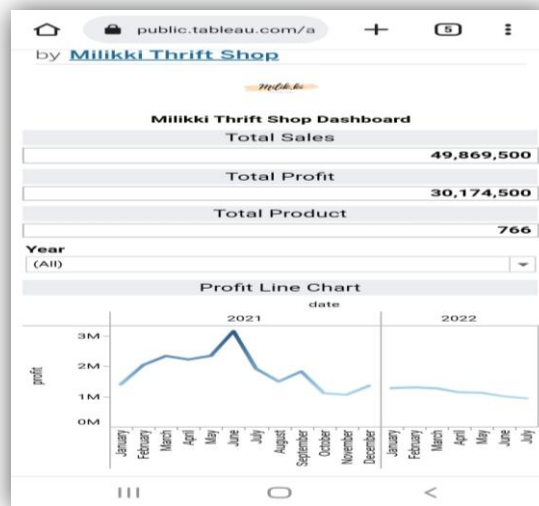 public.tableau.com/a
5
by Milikki Thrift Shop
Milik.ki
Milikki Thrift Shop Dashboard
Total Sales
49,869,500
Total Profit
30,174,500
Total Product
766
Year
(All)
Profit Line Chart
date
2021 2022
profit
3M
2M
1M
0M
January February March April May June July August September October November December January February March April May June July